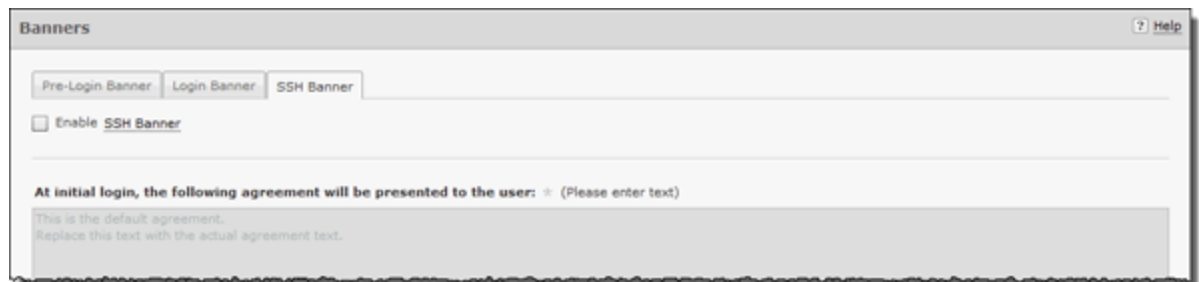 Banners
? Help
Pre-Login Banner Login Banner SSH Banner
Enable SSH Banner
At initial login, the following agreement will be presented to the user: * (Please enter text)
This is the default agreement.
Replace this text with the actual agreement text.